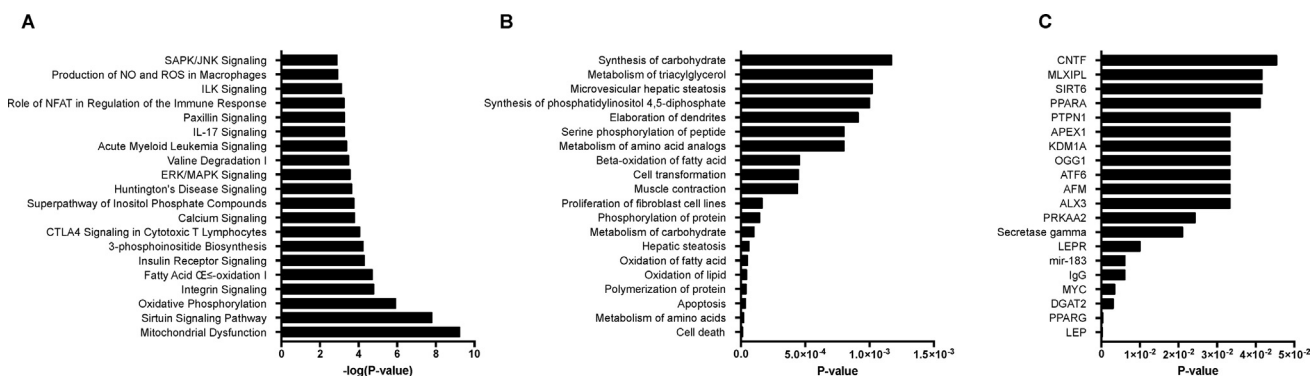 A
SAPK/JNK Signaling
Production of NO and ROS in Macrophages
ILK Signaling
Role of NFAT in Regulation of the Immune Response
Paxillin Signaling
IL-17 Signaling
Acute Myeloid Leukemia Signaling
Valine Degradation I
ERK/MAPK Signaling
Huntington's Disease Signaling
Superpathway of Inositol Phosphate Compounds
Calcium Signaling
CTLA4 Signaling in Cytotoxic T Lymphocytes
3-phosphoinositide Biosynthesis
Insulin Receptor Signaling
Fatty Acid Œ≤-oxidation I
Integrin Signaling
Oxidative Phosphorylation
Sirtuin Signaling Pathway
Mitochondrial Dysfunction
0 2 4 6 8 10
-log(P-value)
B
Synthesis of carbohydrate
Metabolism of triacylglycerol
Microvesicular hepatic steatosis
Synthesis of phosphatidylinositol 4,5-diphosphate
Elaboration of dendrites
Serine phosphorylation of peptide
Metabolism of amino acid analogs
Beta-oxidation of fatty acid
Cell transformation
Muscle contraction
Proliferation of fibroblast cell lines
Phosphorylation of protein
Metabolism of carbohydrate
Hepatic steatosis
Oxidation of fatty acid
Oxidation of lipid
Polymerization of protein
Apoptosis
Metabolism of amino acids
Cell death
0.0 5.0×10⁻⁴ 1.0×10⁻³ 1.5×10⁻³
P-value
C
CNTF
MLXIPL
SIRT6
PPARA
PTPN1
APEX1
KDM1A
OGG1
ATF6
AFM
ALX3
PRKAA2
Secretase gamma
LEPR
mir-183
IgG
MYC
DGAT2
PPARG
LEP
0 1×10⁻² 2×10⁻² 3×10⁻² 4×10⁻² 5×10⁻²
P-value